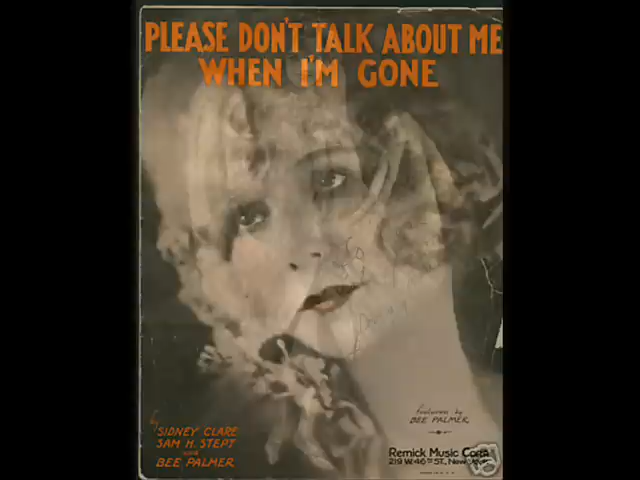 PLEASE DON'T TALK ABOUT ME
WHEN I'M GONE
by
SIDNEY CLARE
SAM H. STEPT
and
BEE PALMER
featured by
BEE PALMER
Remick Music Corp.
219 W. 46TH ST., New York